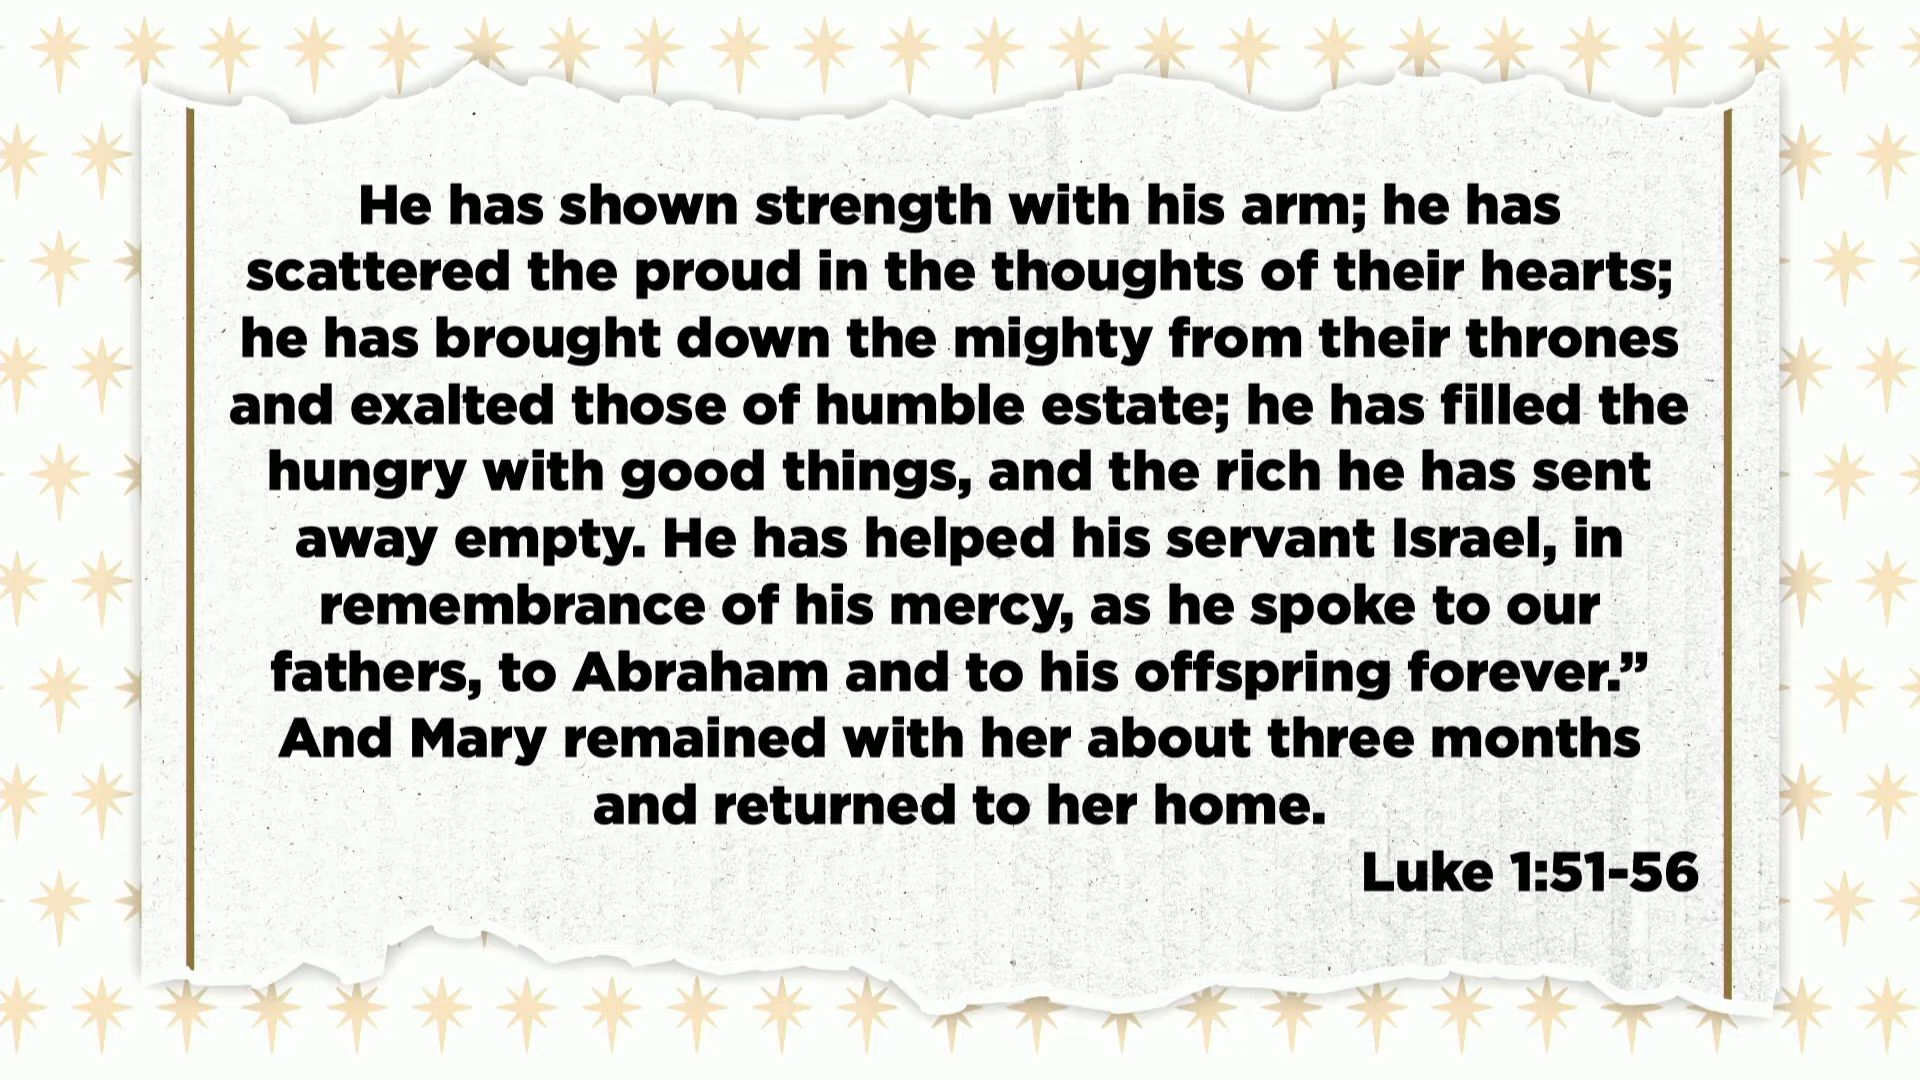 He has shown strength with his arm; he has
scattered the proud in the thoughts of their hearts;
he has brought down the mighty from their thrones
and exalted those of humble estate; he has filled the
hungry with good things, and the rich he has sent
away empty. He has helped his servant Israel, in
remembrance of his mercy, as he spoke to our
fathers, to Abraham and to his offspring forever.”
And Mary remained with her about three months
and returned to her home.
Luke 1:51-56